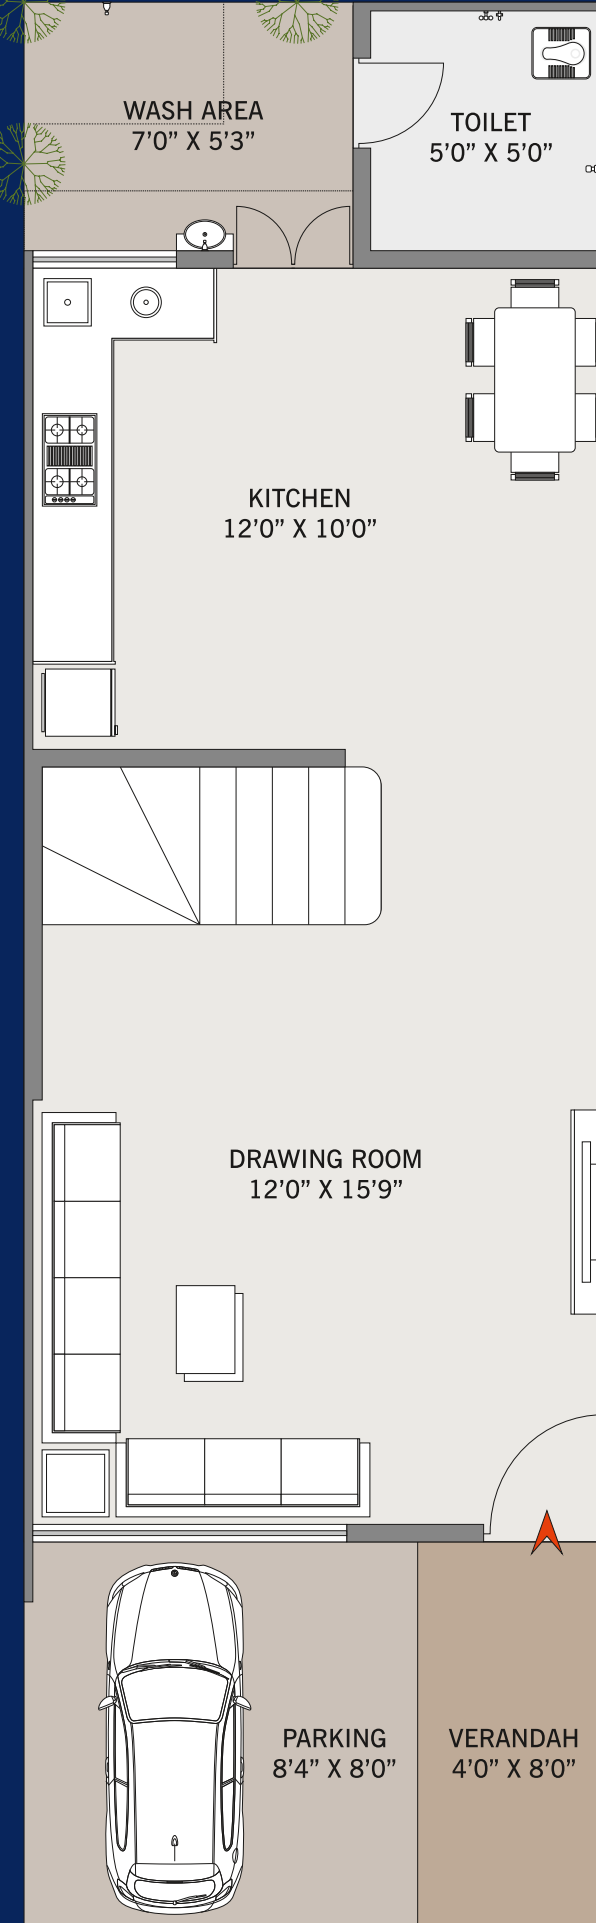 WASH AREA
7’0” X 5’3”
TOILET
5’0” X 5’0”
KITCHEN
12’0” X 10’0”
DRAWING ROOM
12’0” X 15’9”
PARKING
8’4” X 8’0”
VERANDAH
4’0” X 8’0”